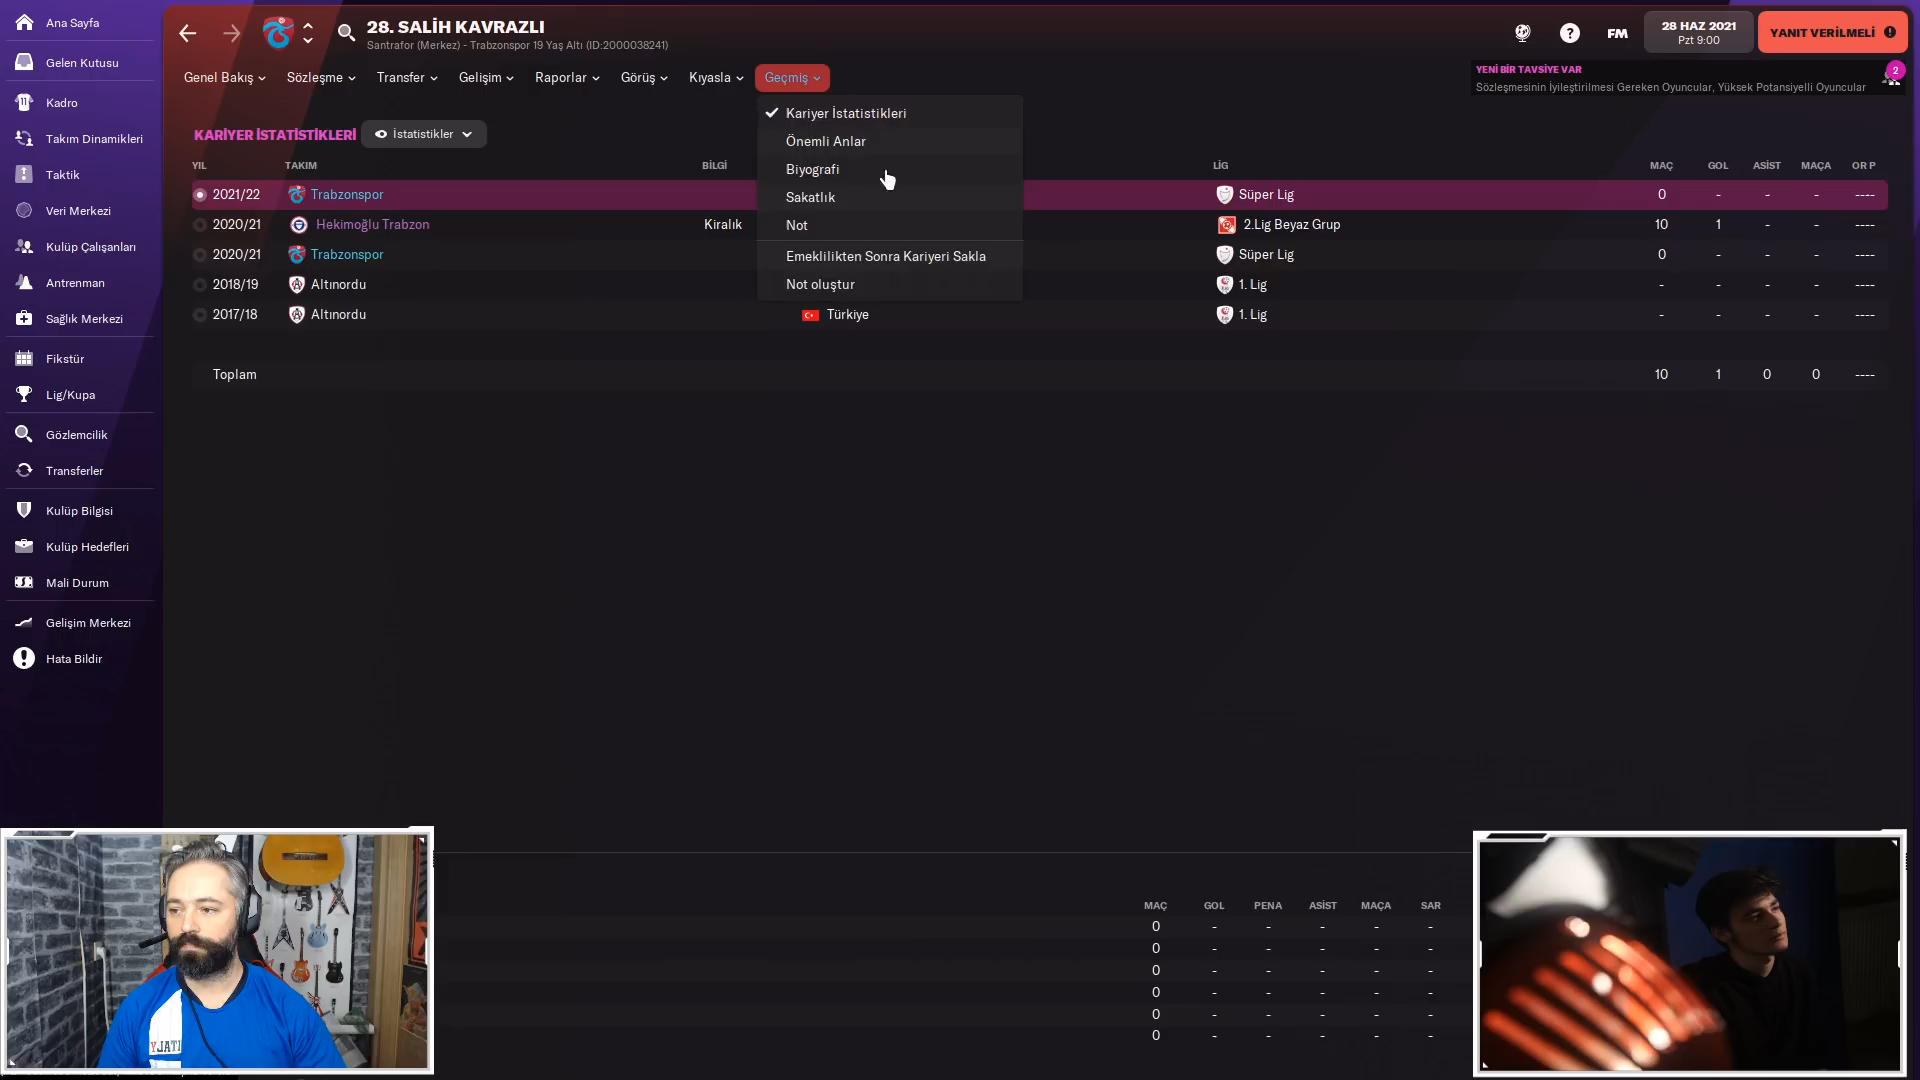 Ana Sayfa
Gelen Kutusu
Kadro
Takım Dinamikleri
Taktik
Veri Merkezi
Kulüp Çalışanları
Antrenman
Sağlık Merkezi
Fikstür
Lig/Kupa
Gözlemcilik
Transferler
Kulüp Bilgisi
Kulüp Hedefleri
Mali Durum
Gelişim Merkezi
Hata Bildir
28. SALİH KAVRAZLI
Santrafor (Merkez) - Trabzonspor 19 Yaş Altı (ID:2000038241)
FM
28 HAZ 2021
Pzt 9:00
YANIT VERİLMELİ
Genel Bakış Sözleşme Transfer Gelişim Raporlar Görüş Kıyasla Geçmiş
YENİ BİR TAVSİYE VAR
Sözleşmesinin İyileştirilmesi Gereken Oyuncular, Yüksek Potansiyelli Oyuncular
2
Kariyer İstatistikleri
Önemli Anlar
Biyografi
Sakatlık
Not
Emeklilikten Sonra Kariyeri Sakla
Not oluştur
KARİYER İSTATİSTİKLERİ İstatistikler
YIL TAKIM BİLGİ LİG MAÇ GOL ASİST MAÇA OR P
2021/22 Trabzonspor Süper Lig 0 - - - ----
2020/21 Hekimoğlu Trabzon Kiralık 2.Lig Beyaz Grup 10 1 - - ----
2020/21 Trabzonspor Süper Lig 0 - - - ----
2018/19 Altınordu 1. Lig - - - - ----
2017/18 Altınordu Türkiye 1. Lig - - - - ----
Toplam 10 1 0 0 ----
MAÇ GOL PENA ASİST MAÇA SAR
0 - - - - -
0 - - - - -
0 - - - - -
0 - - - - -
0 - - - - -
0 - - - - -